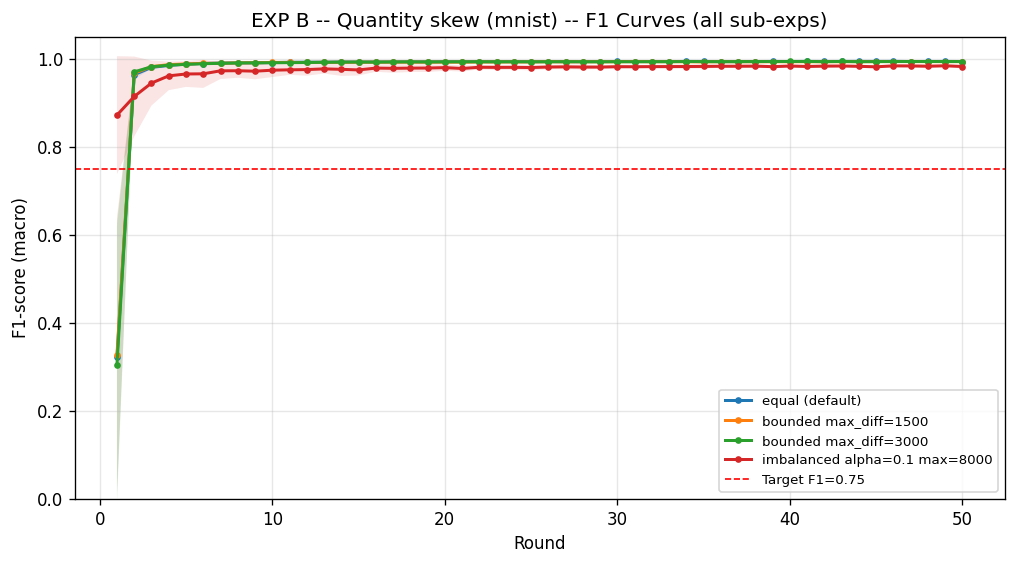 EXP B -- Quantity skew (mnist) -- F1 Curves (all sub-exps)
1.0
0.8
0.6
0.4
0.2
0.0
F1-score (macro)
equal (default)
bounded max_diff=1500
bounded max_diff=3000
imbalanced alpha=0.1 max=8000
Target F1=0.75
0 10 20 30 40 50
Round